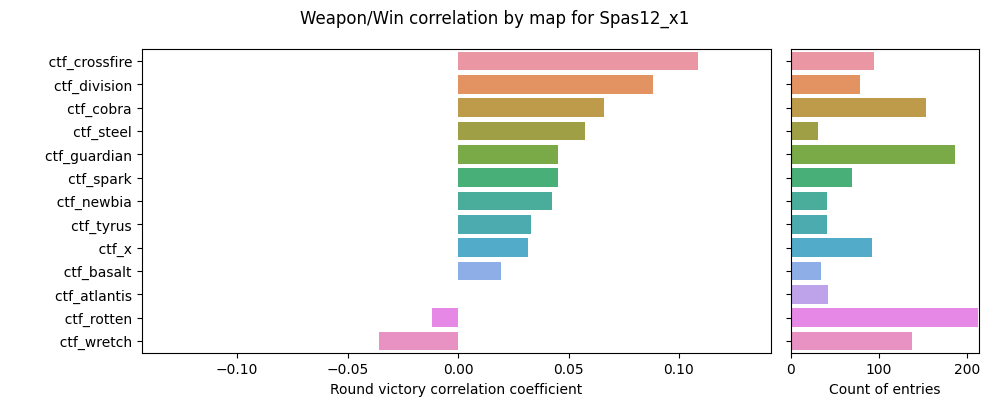 Weapon/Win correlation by map for Spas12_x1
ctf_crossfire
ctf_division
ctf_cobra
ctf_steel
ctf_guardian
ctf_spark
ctf_newbia
ctf_tyrus
ctf_x
ctf_basalt
ctf_atlantis
ctf_rotten
ctf_wretch
−0.10 −0.05 0.00 0.05 0.10
Round victory correlation coefficient
0 100 200
Count of entries